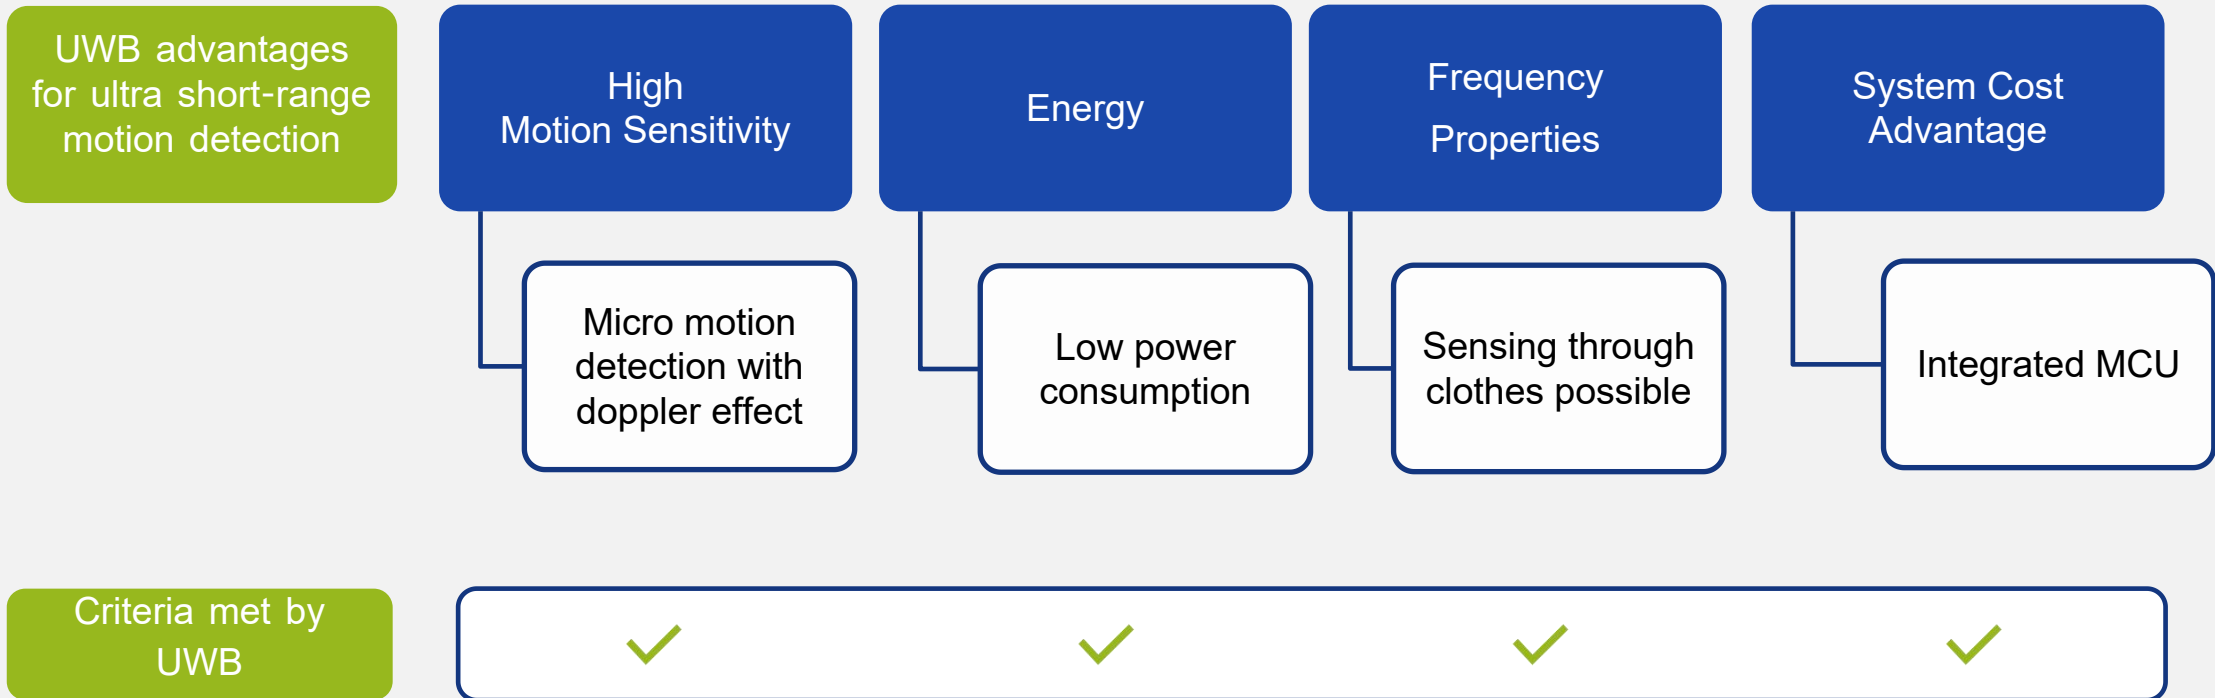 UWB advantages
for ultra short-range
motion detection
High
Motion Sensitivity
Energy
Frequency
Properties
System Cost
Advantage
Micro motion
detection with
doppler effect
Low power
consumption
Sensing through
clothes possible
Integrated MCU
Criteria met by
UWB